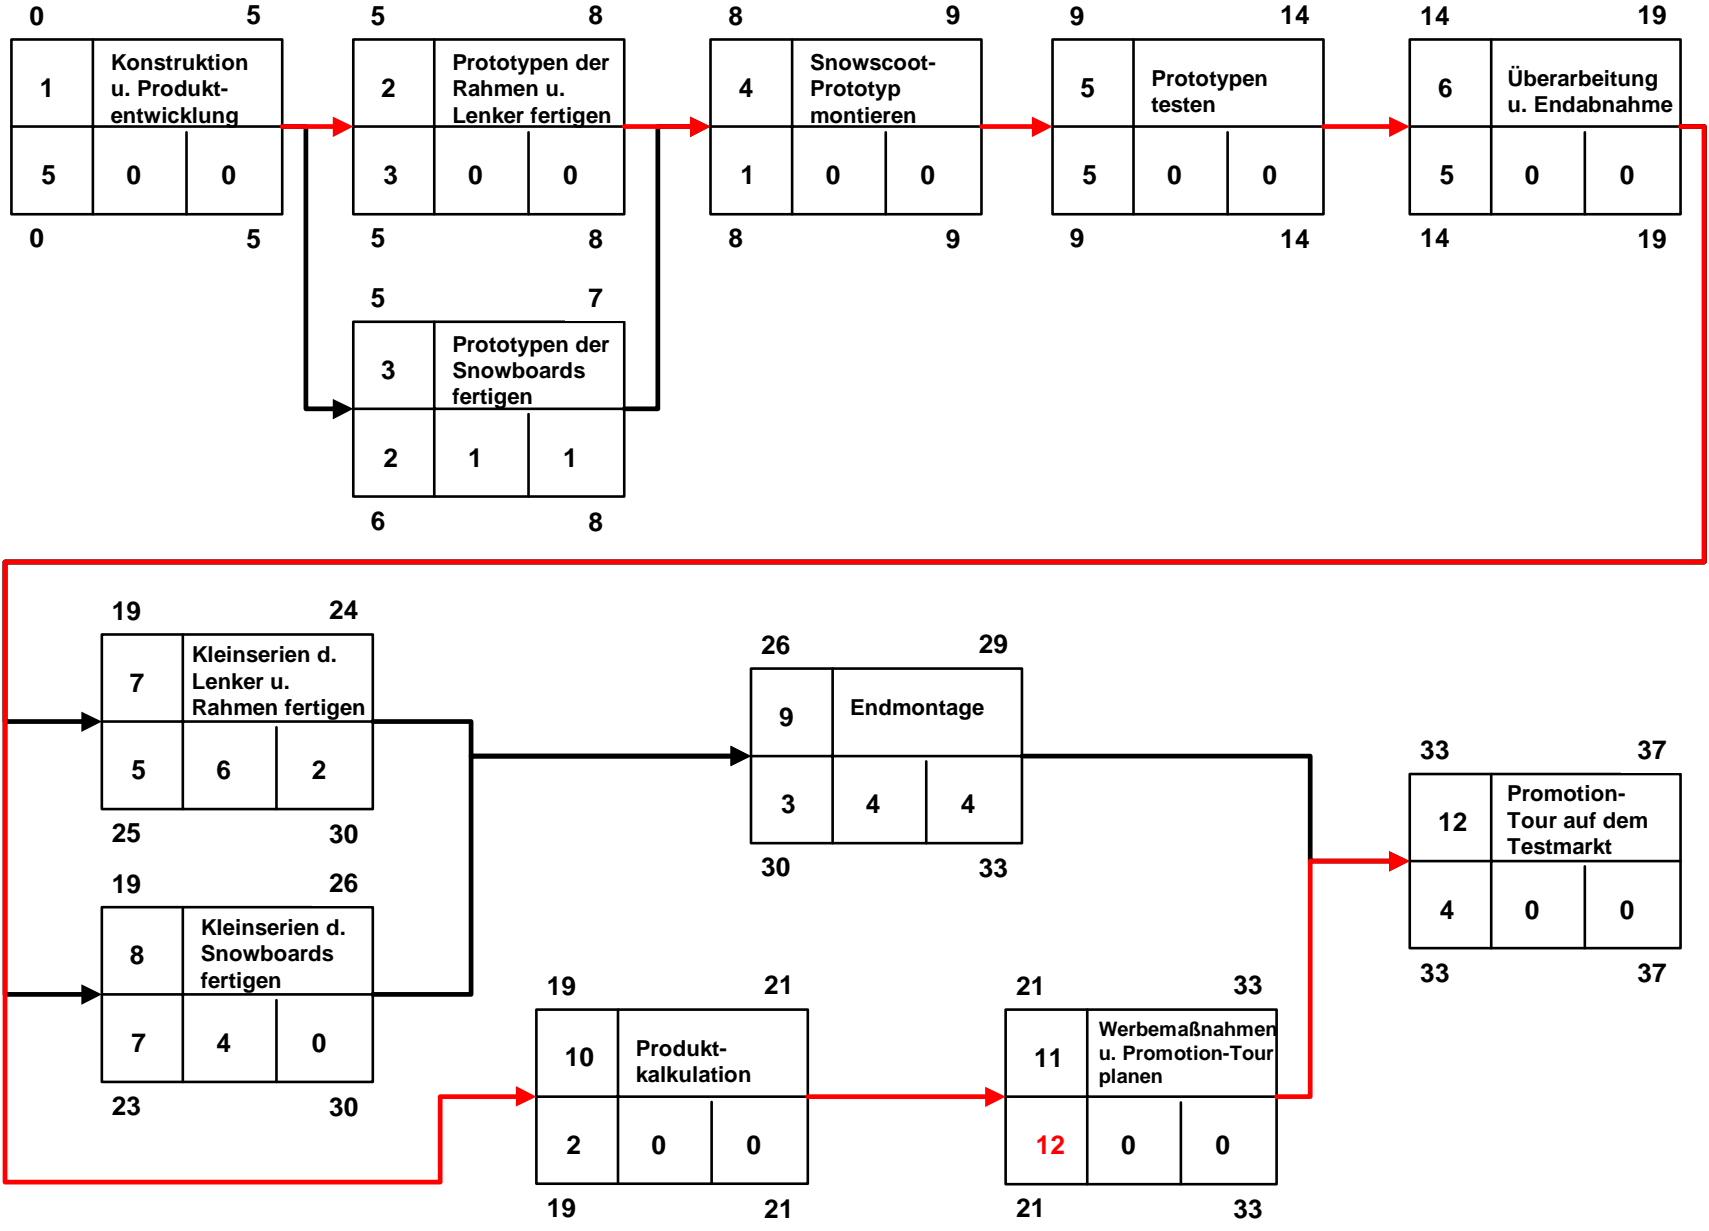 0 5 5 8 8 9 9 14 14 19
1 Konstruktion
u. Produkt-
entwicklung
5 0 0
0 5
2 Prototypen der
Rahmen u.
Lenker fertigen
3 0 0
5 8
4 Snowscoot-
Prototyp
montieren
1 0 0
8 9
5 Prototypen
testen
5 0 0
9 14
6 Überarbeitung
u. Endabnahme
5 0 0
14 19
5 7
3 Prototypen der
Snowboards
fertigen
2 1 1
6 8
19 24
7 Kleinserien d.
Lenker u.
Rahmen fertigen
5 6 2
25 30
19 26
8 Kleinserien d.
Snowboards
fertigen
7 4 0
23 30
26 29
9 Endmontage
3 4 4
30 33
19 21
10 Produkt-
kalkulation
2 0 0
19 21
21 33
11 Werbemaßnahmen
u. Promotion-Tour
planen
12 0 0
21 33
33 37
12 Promotion-
Tour auf dem
Testmarkt
4 0 0
33 37